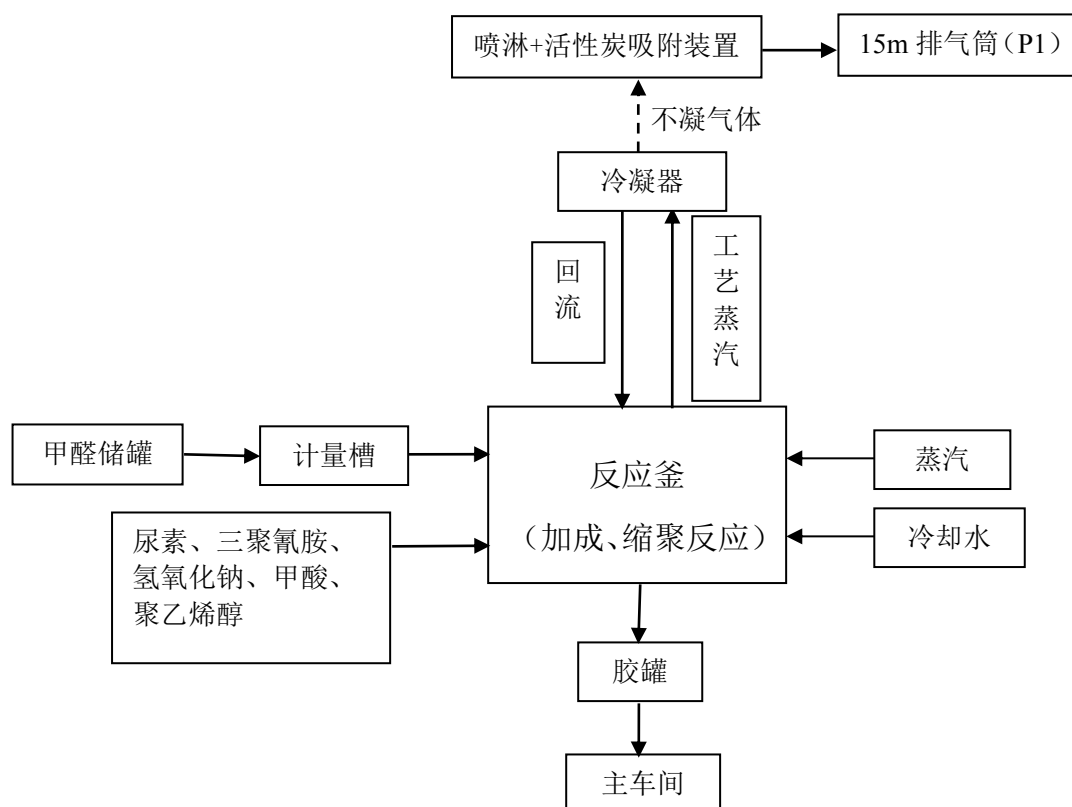 喷淋+活性炭吸附装置
15m 排气筒（P1）
不凝气体
冷凝器
回
流
工
艺
蒸
汽
甲醛储罐
计量槽
反应釜
（加成、缩聚反应）
蒸汽
冷却水
尿素、三聚氰胺、
氢氧化钠、甲酸、
聚乙烯醇
胶罐
主车间